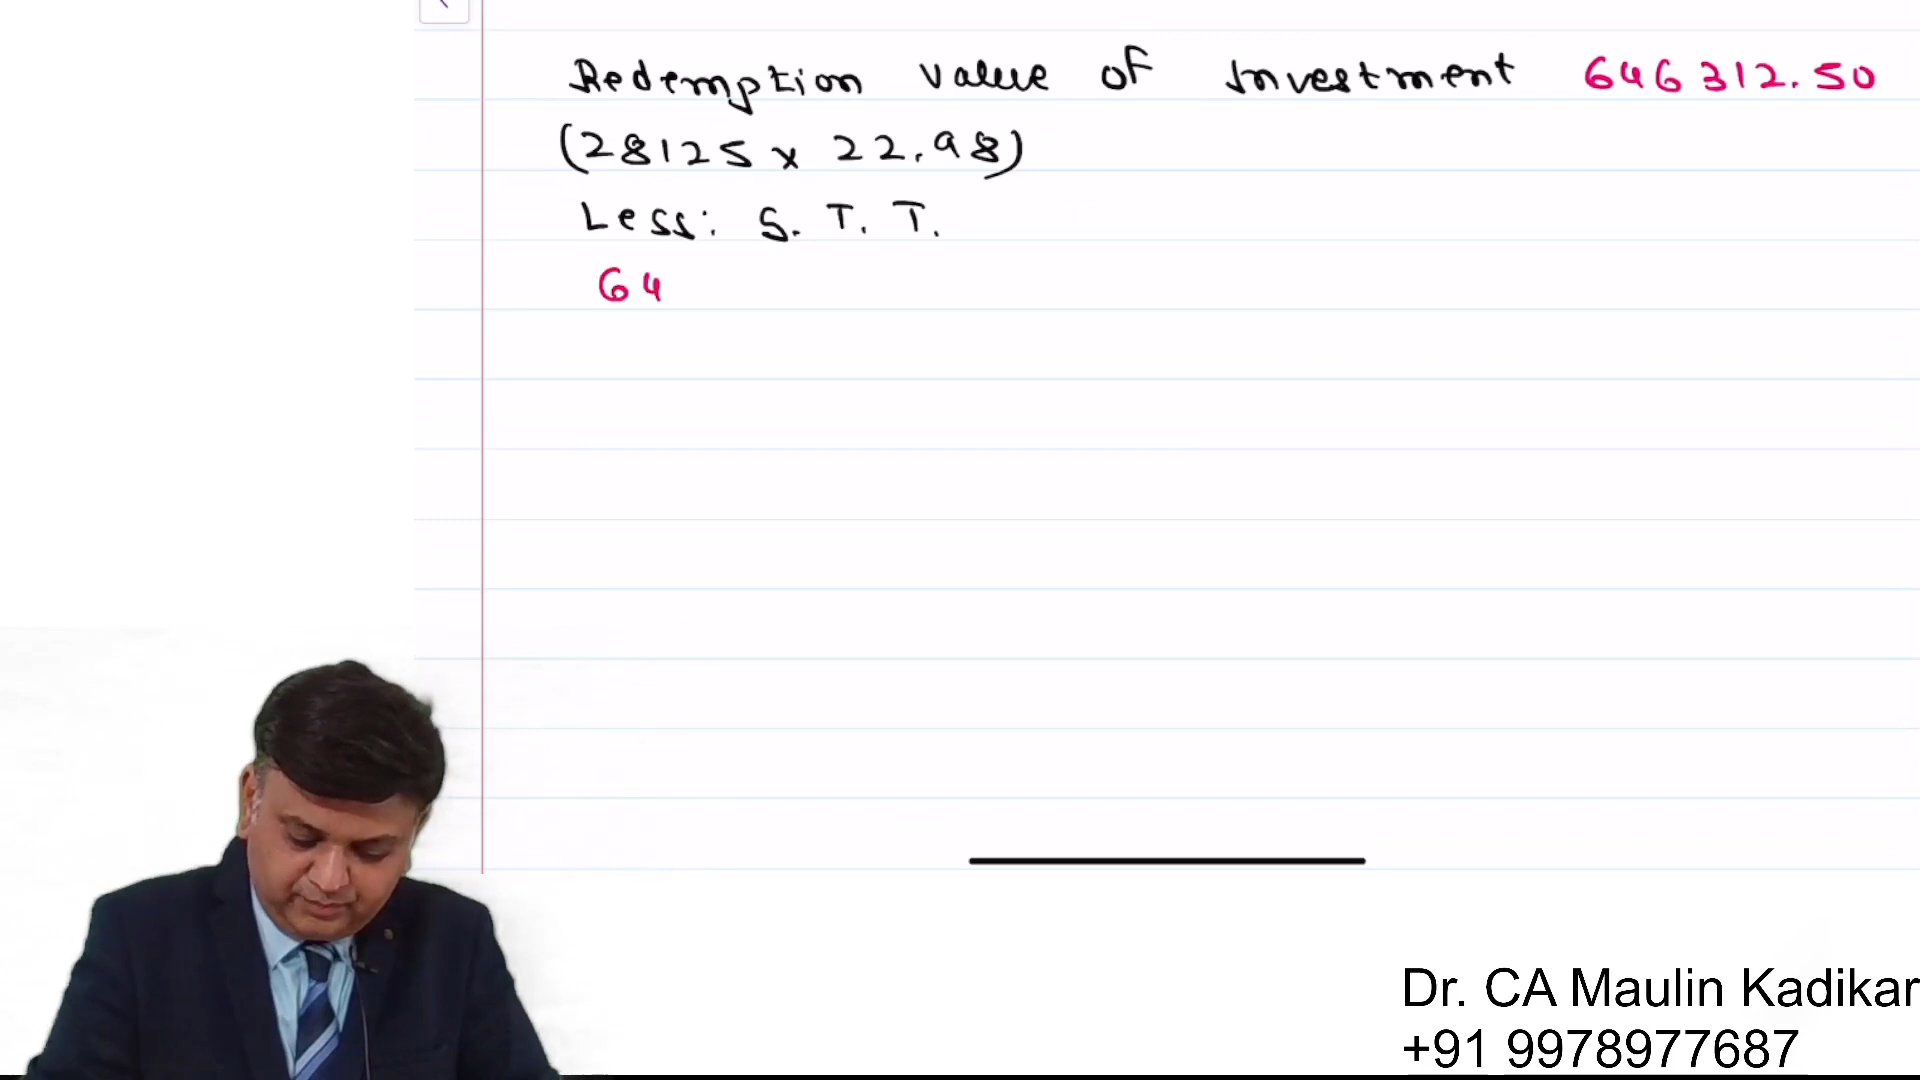 Redemption value of Investment 646312.50
(28125 x 22.98)
Less: S. T. T.
64
Dr. CA Maulin Kadikar
+91 9978977687